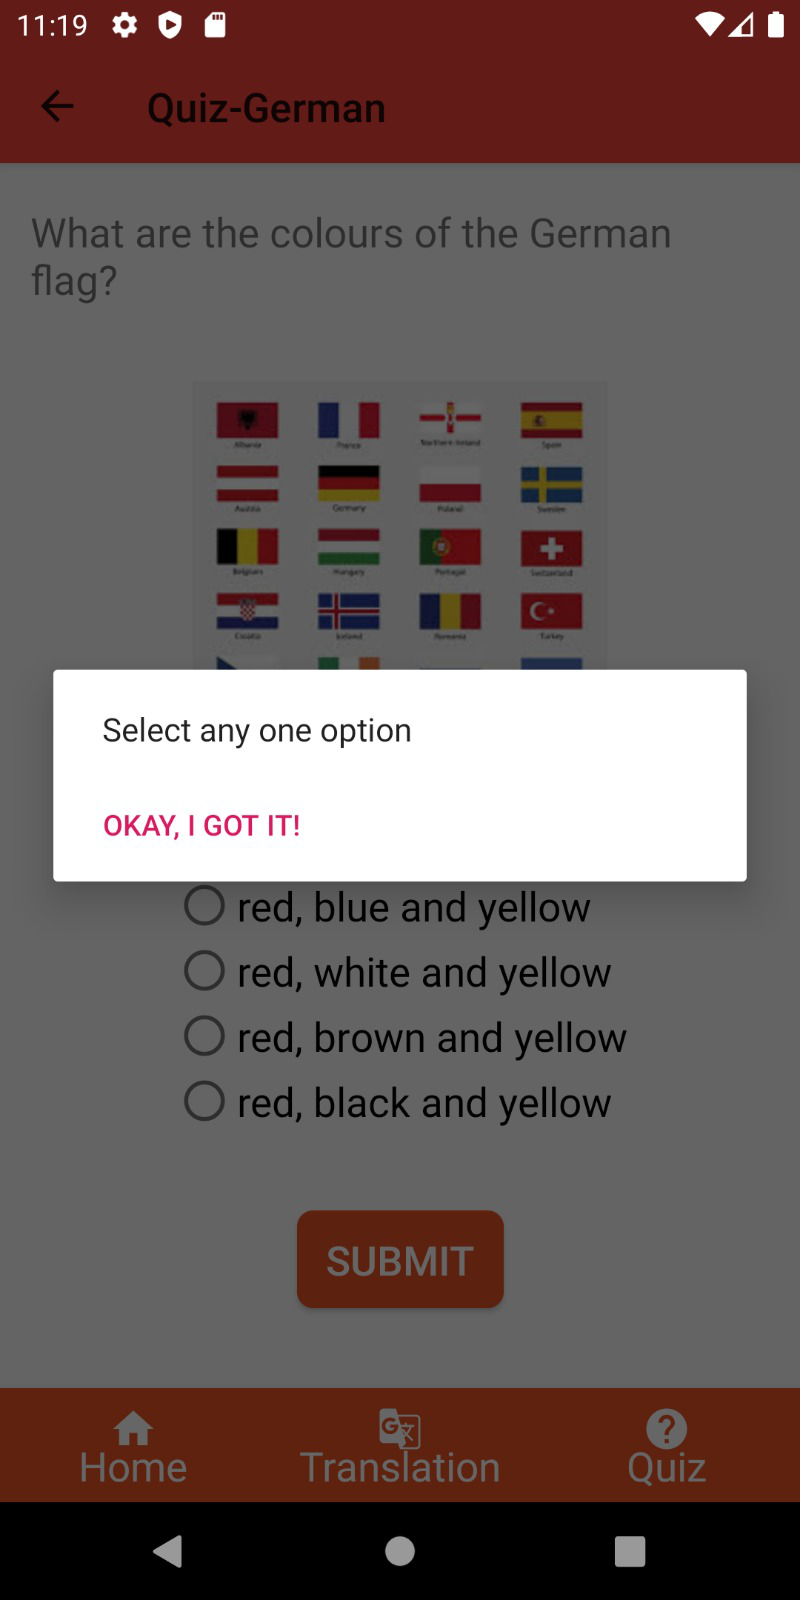 11:19
Quiz-German
What are the colours of the German
flag?
Albania France Northern Ireland Spain
Austria Germany Poland Sweden
Belgium Hungary Portugal Switzerland
Croatia Iceland Romania Turkey
Select any one option
OKAY, I GOT IT!
red, blue and yellow
red, white and yellow
red, brown and yellow
red, black and yellow
SUBMIT
Home Translation Quiz